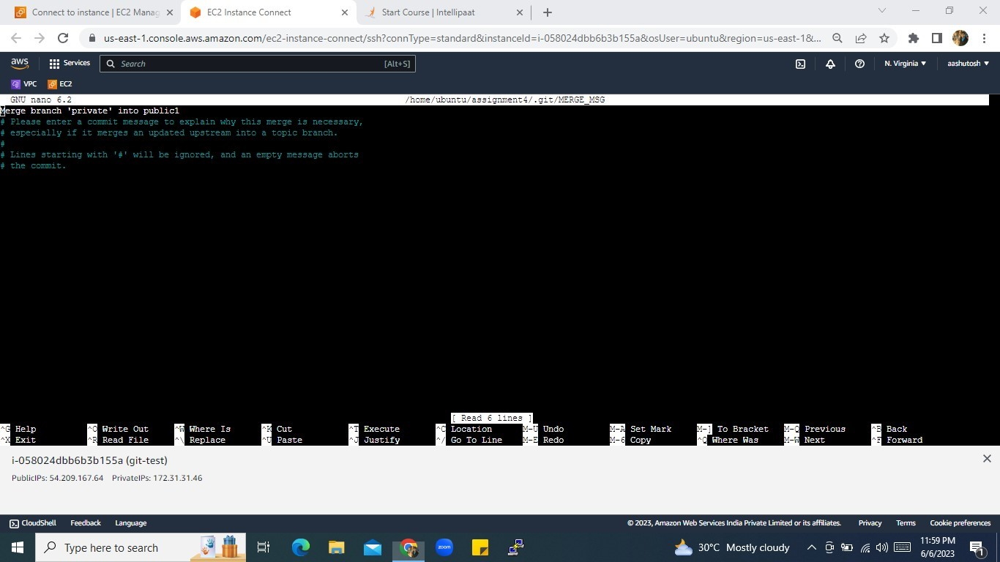 Connect to instance | EC2 Manag
EC2 Instance Connect
Start Course | Intellipaat
us-east-1.console.aws.amazon.com/ec2-instance-connect/ssh?connType=standard&instanceId=i-058024dbb6b3b155a&osUser=ubuntu&region=us-east-1&...
aws
Services
Search
[Alt+S]
N. Virginia
aashutosh
VPC
EC2
GNU nano 6.2 /home/ubuntu/assignment4/.git/MERGE_MSG
Merge branch 'private' into public1
# Please enter a commit message to explain why this merge is necessary,
# especially if it merges an updated upstream into a topic branch.
#
# Lines starting with '#' will be ignored, and an empty message aborts
# the commit.
[ Read 6 lines ]
^G Help ^O Write Out ^W Where Is ^K Cut ^T Execute ^C Location M-U Undo M-A Set Mark M-] To Bracket M-Q Previous ^B Back
^X Exit ^R Read File ^\ Replace ^U Paste ^J Justify ^/ Go To Line M-E Redo M-6 Copy ^Q Where Was M-W Next ^F Forward
i-058024dbb6b3b155a (git-test)
PublicIPs: 54.209.167.64 PrivateIPs: 172.31.31.46
CloudShell Feedback Language © 2023, Amazon Web Services India Private Limited or its affiliates. Privacy Terms Cookie preferences
Type here to search
zoom
30°C Mostly cloudy
11:59 PM
6/6/2023
1